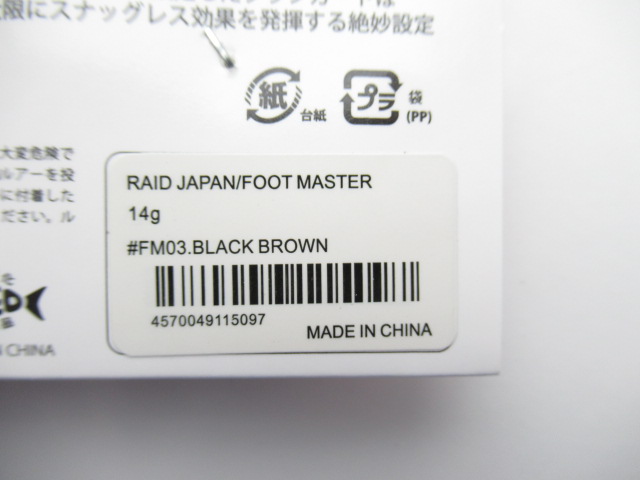 限にスナッグレス効果を発揮する絶妙設定
紙
台紙
プラ
袋
(PP)
大変危険で
ルアーを投
に付着した
ださい。ル
RAID JAPAN/FOOT MASTER
14g
#FM03.BLACK BROWN
4570049115097
MADE IN CHINA
CHINA